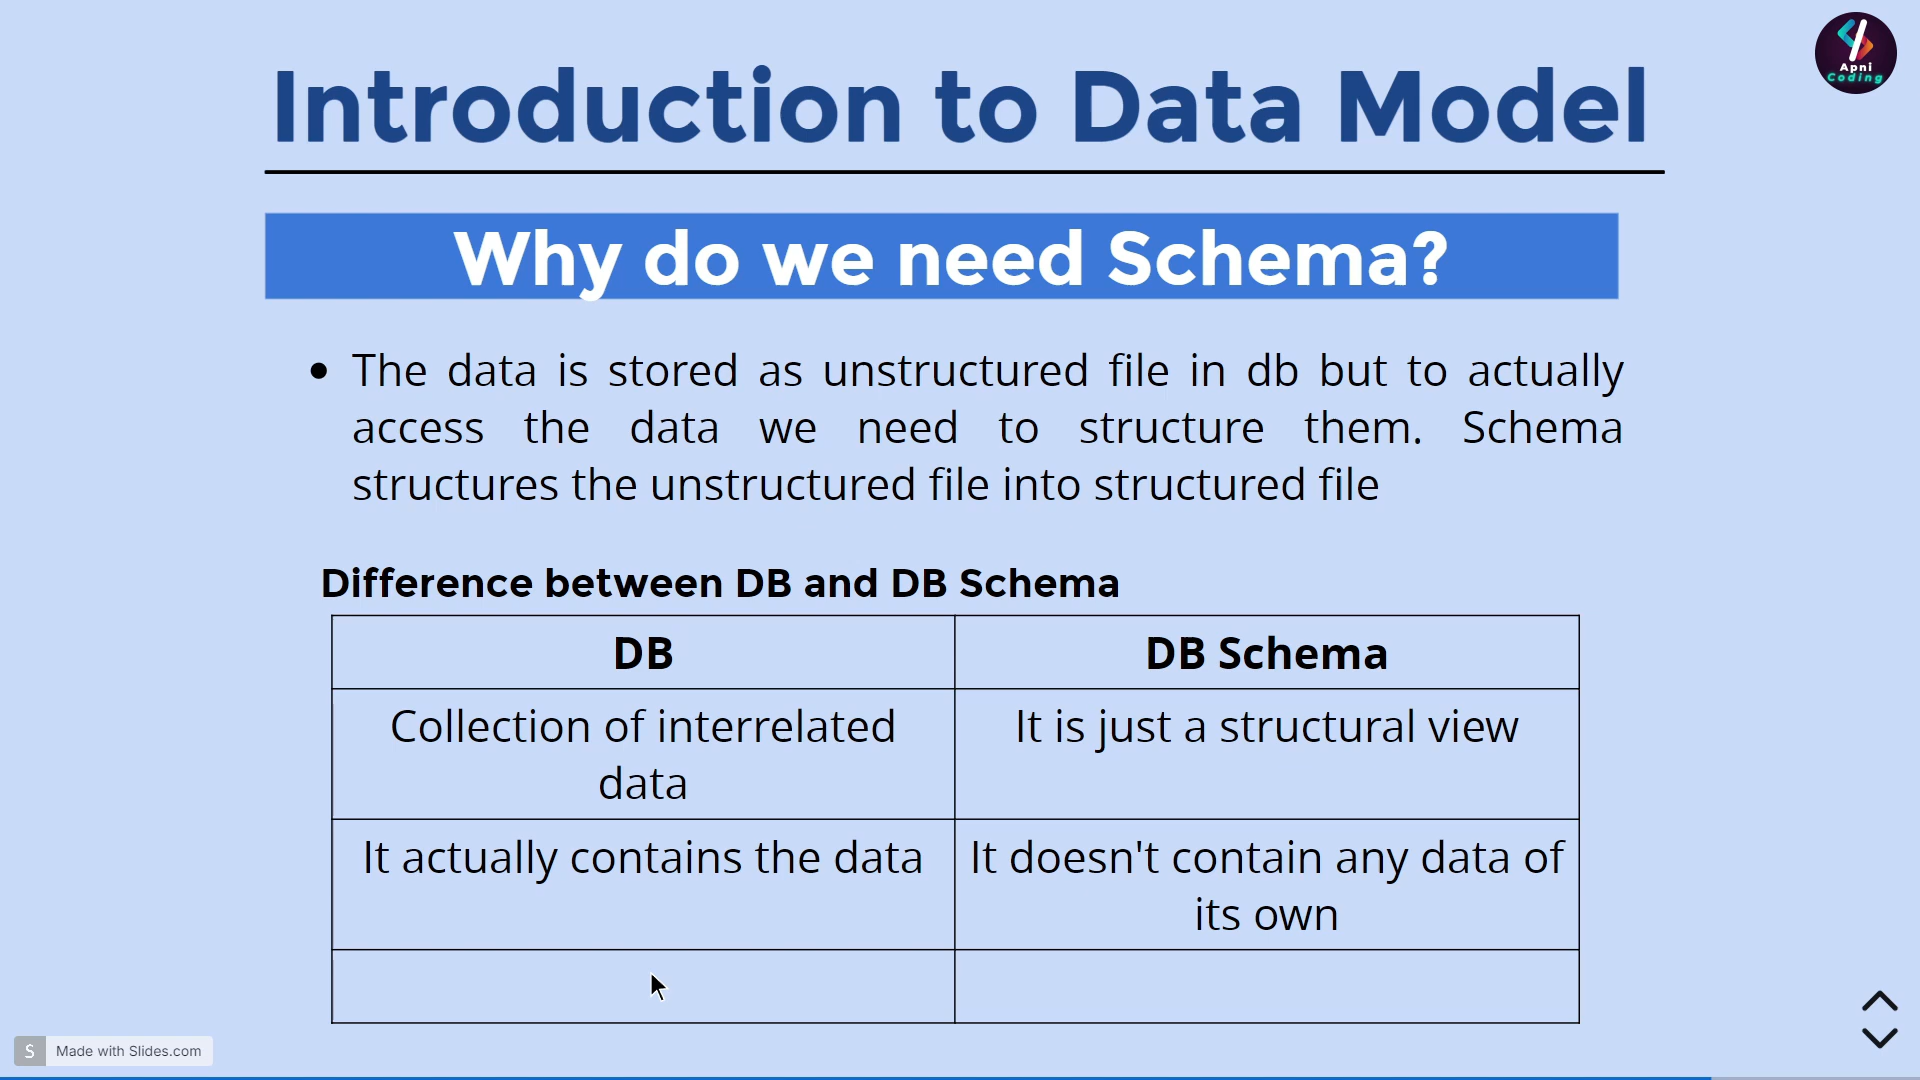 Apni
Coding
Introduction to Data Model
Why do we need Schema?
• The data is stored as unstructured file in db but to actually
access the data we need to structure them. Schema
structures the unstructured file into structured file
Difference between DB and DB Schema
DB
DB Schema
Collection of interrelated
data
It is just a structural view
It actually contains the data
It doesn't contain any data of
its own
S Made with Slides.com